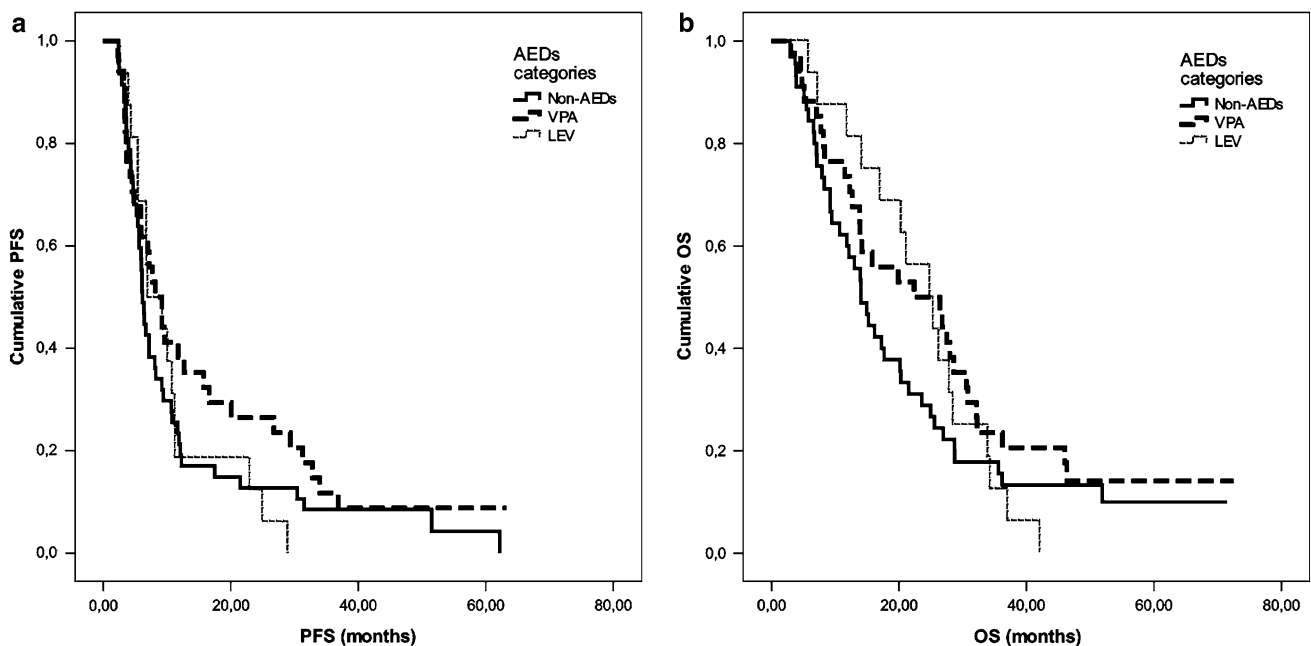 a
1,0
0,8
0,6
0,4
0,2
0,0
Cumulative PFS
0,00
20,00
40,00
60,00
80,00
PFS (months)
AEDs
categories
Non-AEDs
VPA
LEV
b
1,0
0,8
0,6
0,4
0,2
0,0
Cumulative OS
0,00
20,00
40,00
60,00
80,00
OS (months)
AEDs
categories
Non-AEDs
VPA
LEV